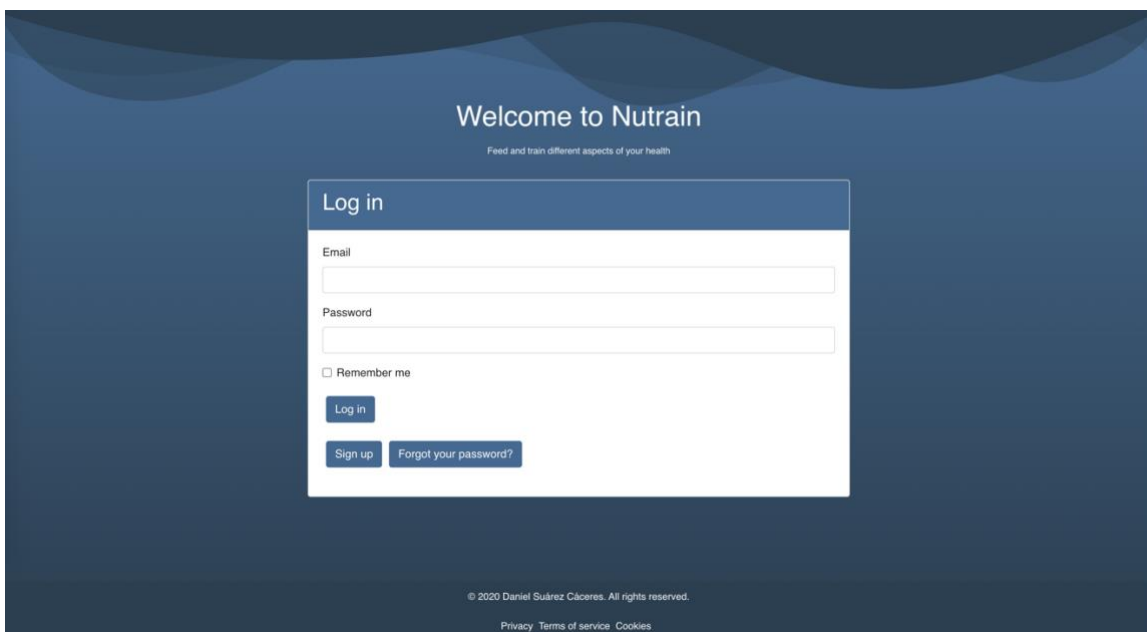 Welcome to Nutrain
Feed and train different aspects of your health
Log in
Email
Password
Remember me
Log in
Sign up Forgot your password?
© 2020 Daniel Suárez Cáceres. All rights reserved.
Privacy Terms of service Cookies